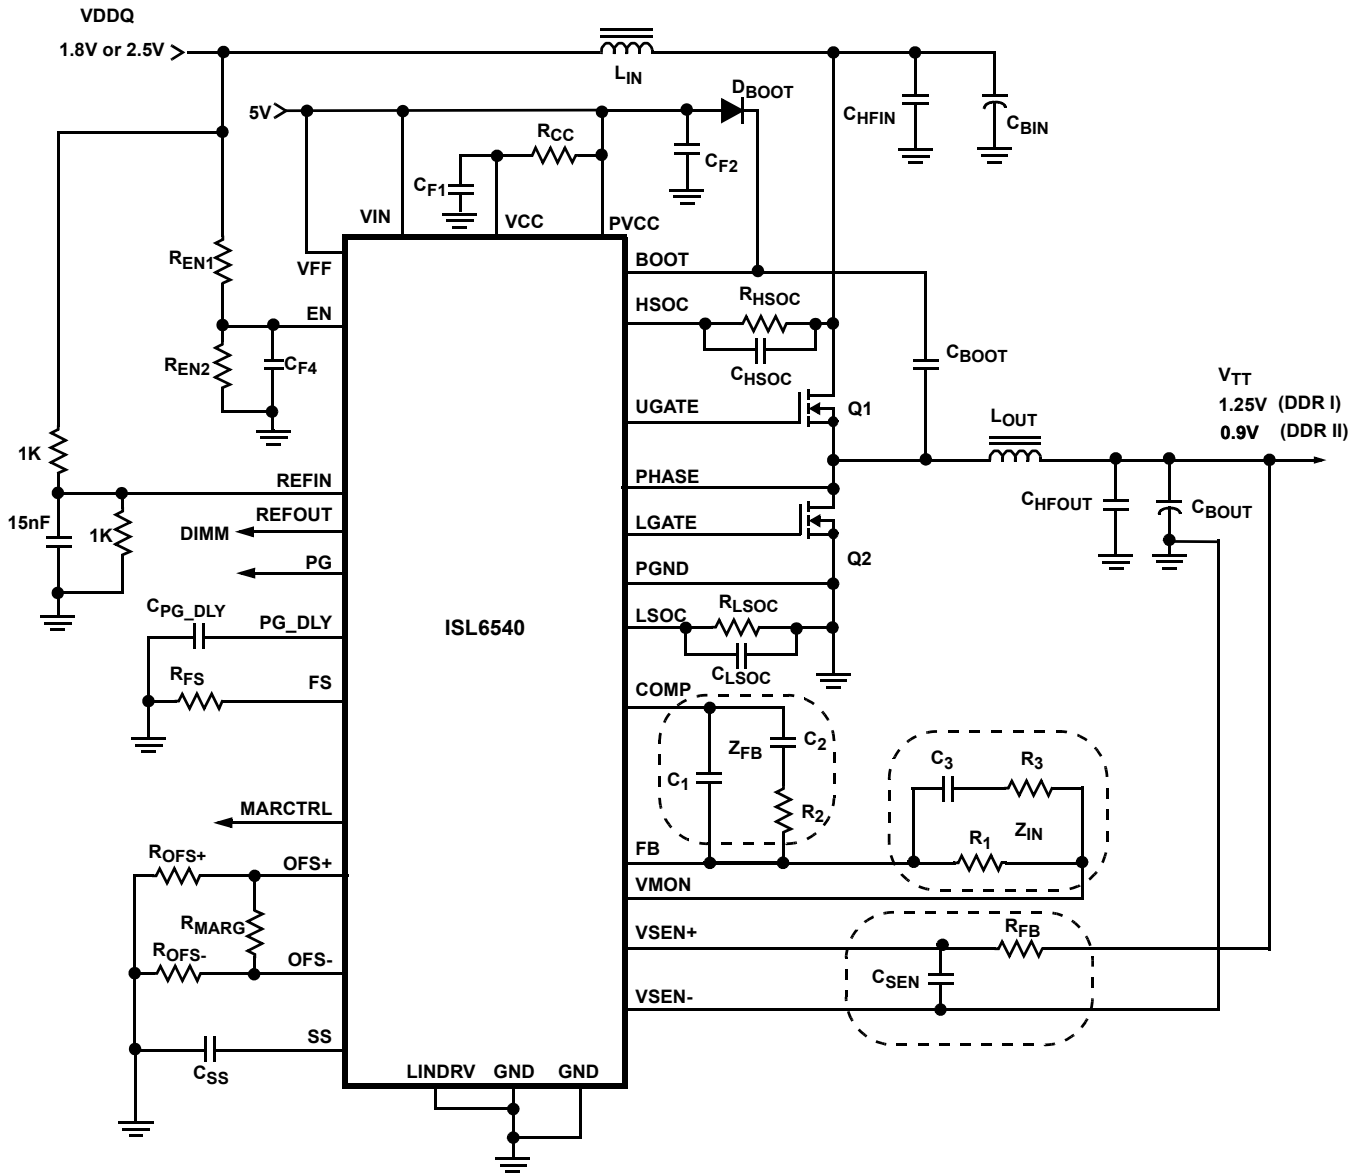 VDDQ
1.8V or 2.5V
LIN
5V
DBOOT
CHFIN
CBIN
RCC
CF1
CF2
VIN
VCC
PVCC
VFF
BOOT
REN1
EN
HSOC
RHSOC
CHSOC
CBOOT
REN2
CF4
UGATE
Q1
VTT
1.25V (DDR I)
0.9V (DDR II)
LOUT
1K
REFIN
PHASE
CHFOUT
CBOUT
15nF
1K
REFOUT
DIMM
LGATE
Q2
PG
PGND
CPG_DLY
PG_DLY
ISL6540
LSOC
RLSOC
CLSOC
RFS
FS
COMP
ZFB
C2
C1
R2
C3
R3
ZIN
R1
MARCTRL
ROFS+
OFS+
FB
VMON
RMARG
ROFS-
OFS-
VSEN+
RFB
CSEN
VSEN-
SS
CSS
LINDRV GND GND